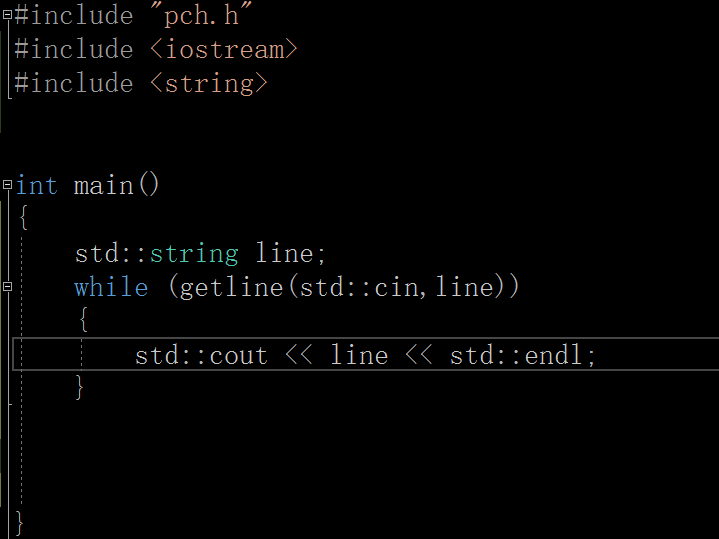 #include "pch.h"
#include <iostream>
#include <string>
int main()
{
std::string line;
while (getline(std::cin,line))
{
std::cout << line << std::endl;
}
}